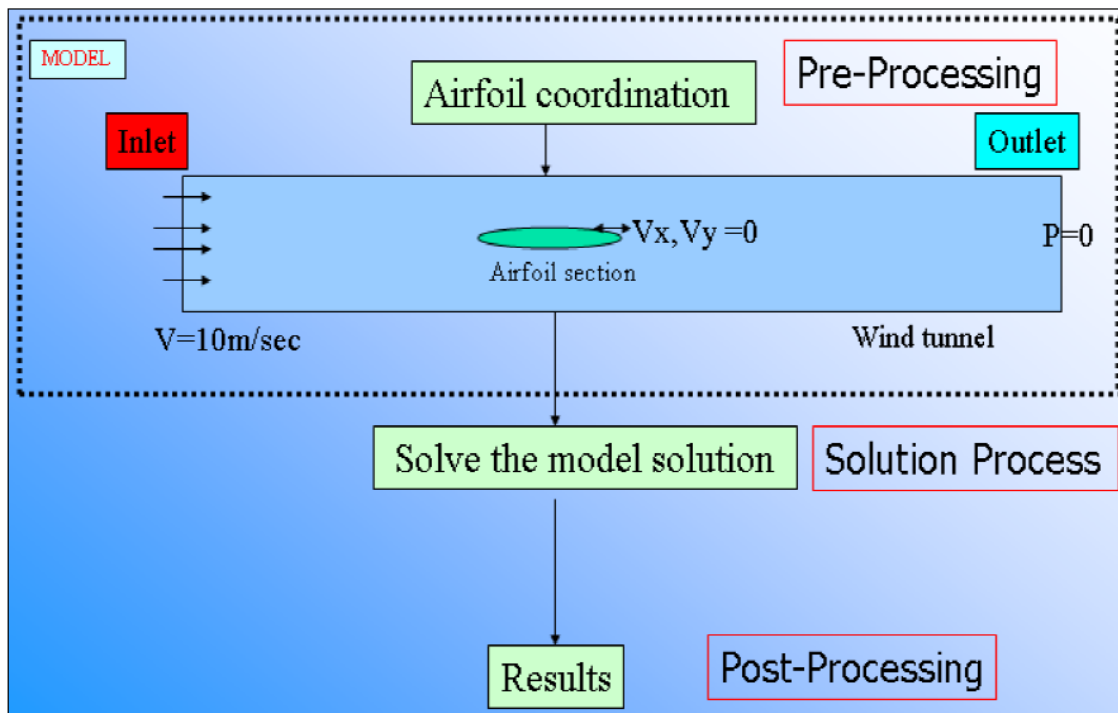 MODEL
Pre-Processing
Airfoil coordination
Inlet
Outlet
Vx, Vy =0
P=0
Airfoil section
V=10m/sec
Wind tunnel
Solve the model solution
Solution Process
Results
Post-Processing